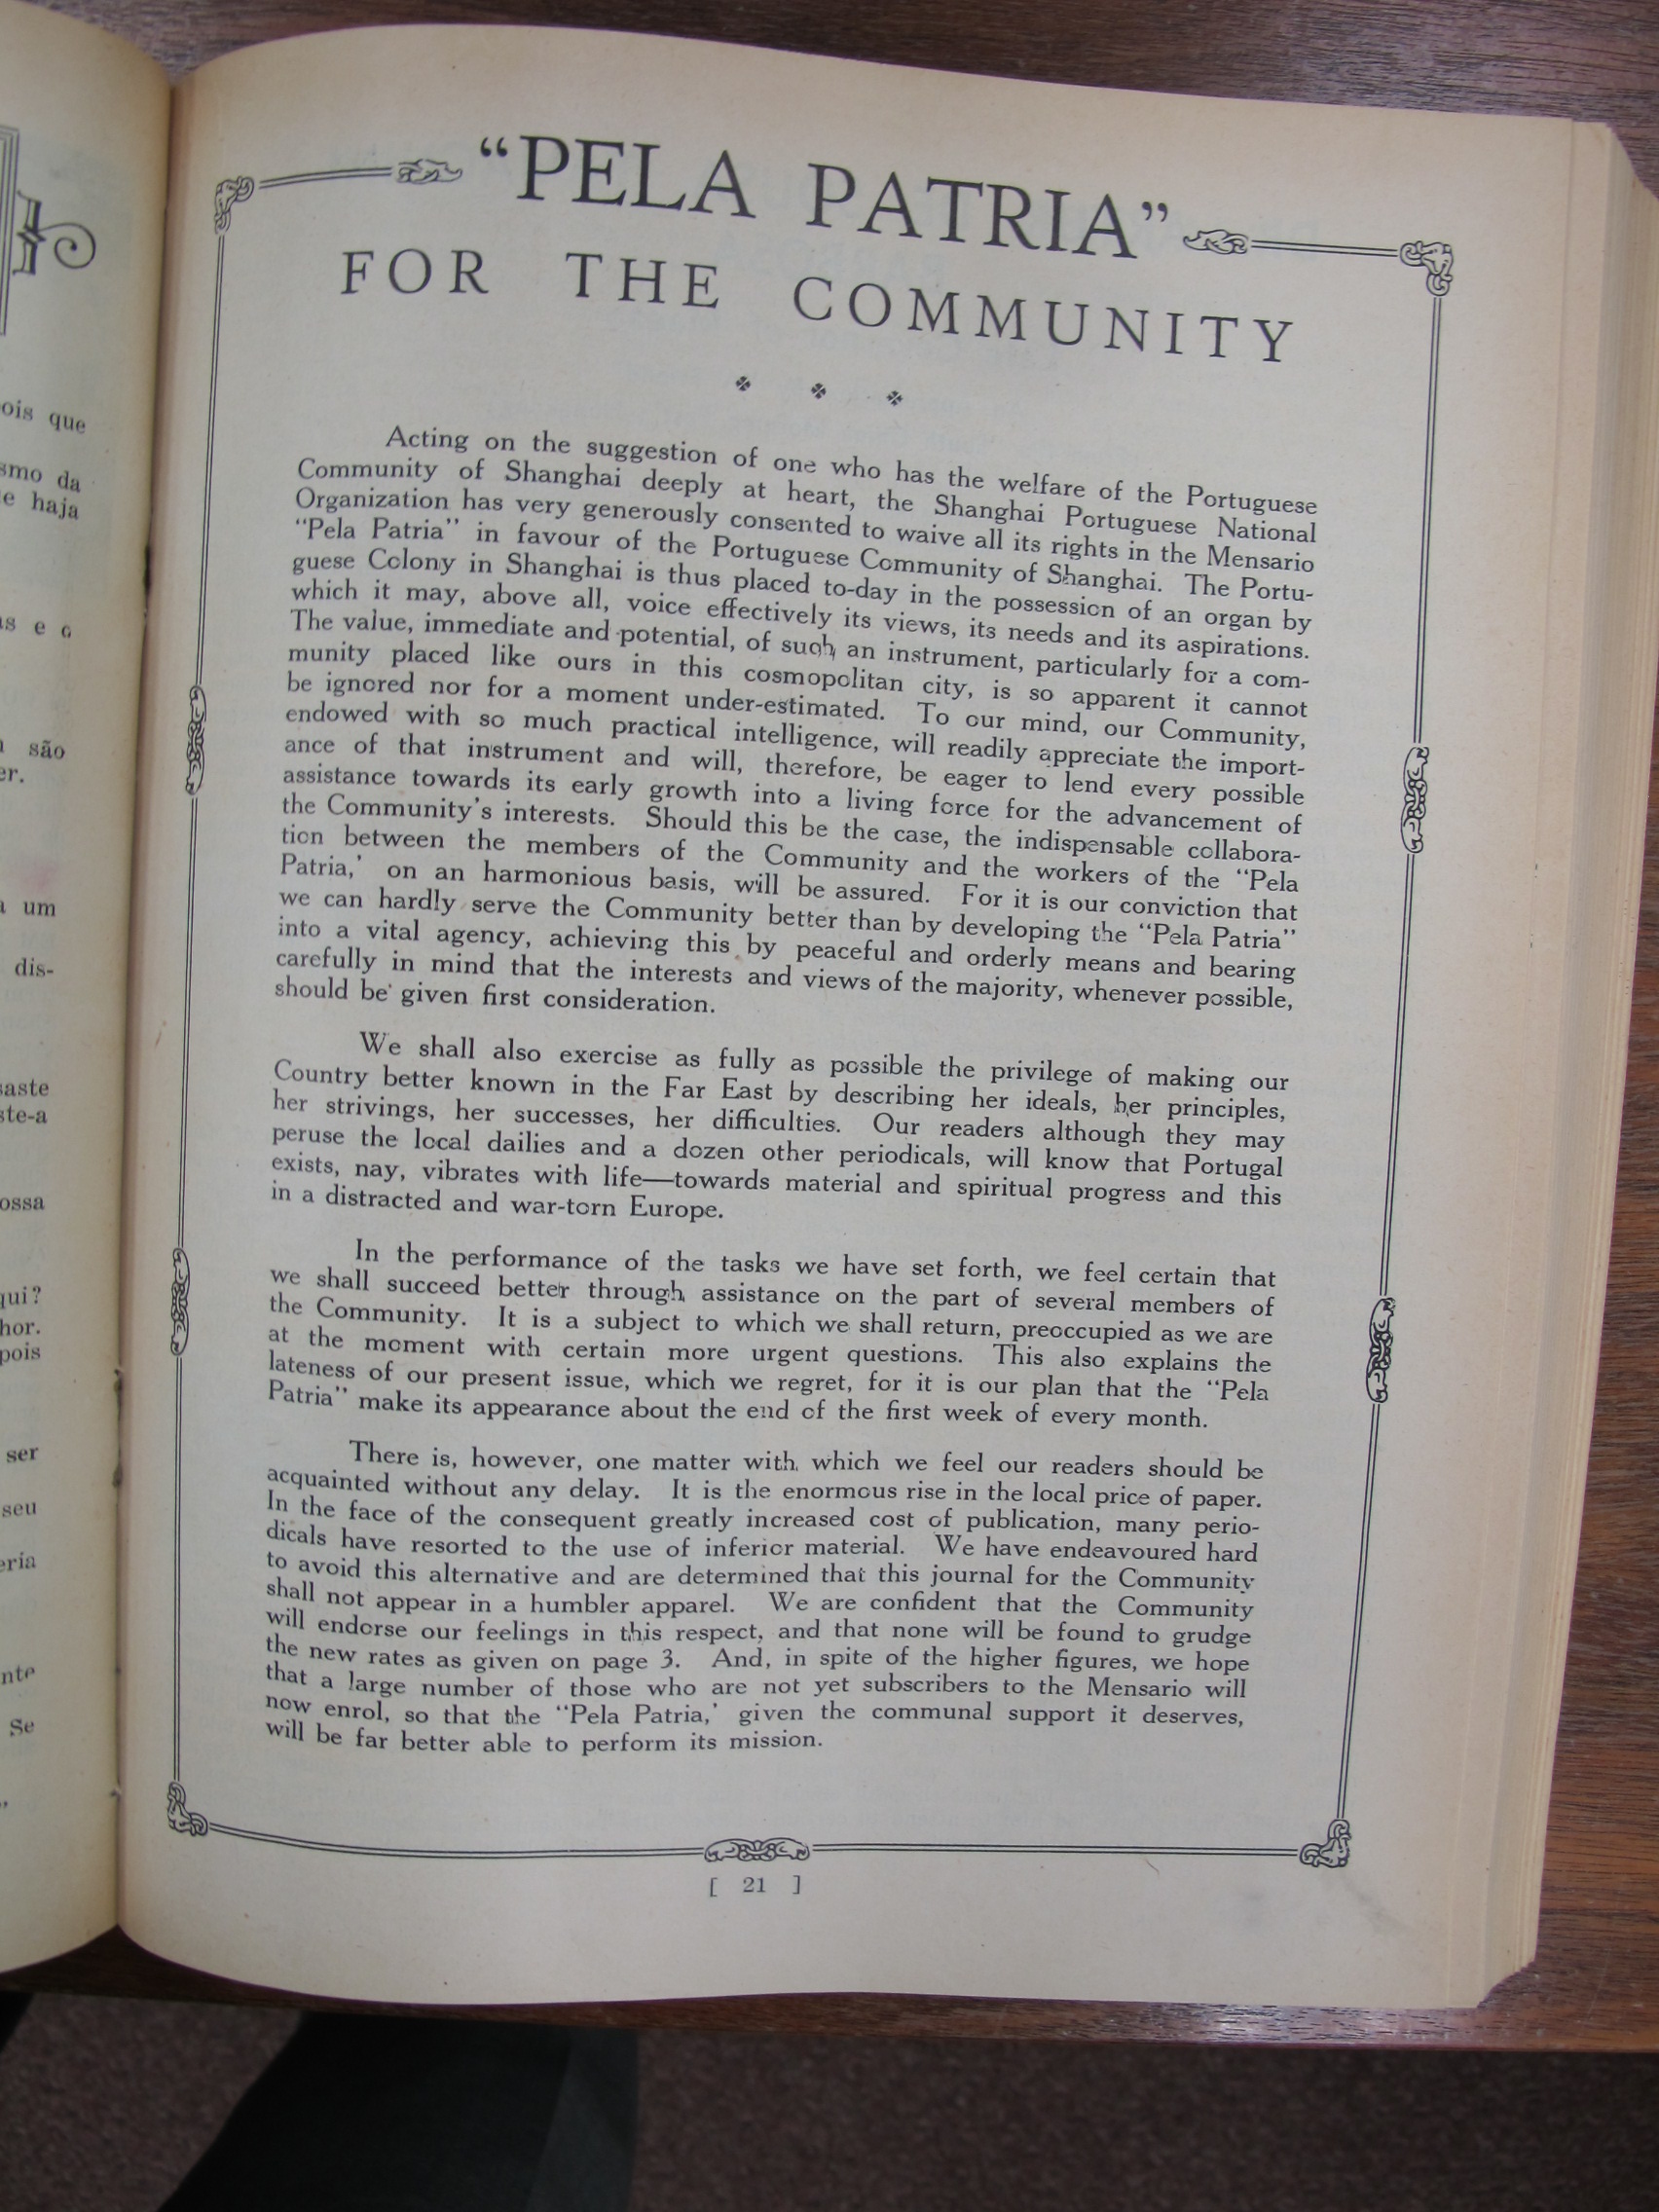 ois que
smo da
e haja
as e o
são
er.
um
dis-
saste
ste-a
ossa
qui?
hor.
pois
ser
seu
eria
nte
Se
"PELA PATRIA"
FOR THE COMMUNITY
Acting on the suggestion of one who has the welfare of the Portuguese
Community of Shanghai deeply at heart, the Shanghai Portuguese National
Organization has very generously consented to waive all its rights in the Mensario
"Pela Patria" in favour of the Portuguese Community of Shanghai. The Portu-
guese Colony in Shanghai is thus placed to-day in the possession of an organ by
which it may, above all, voice effectively its views, its needs and its aspirations.
The value, immediate and potential, of such an instrument, particularly for a com-
munity placed like ours in this cosmopolitan city, is so apparent it cannot
be ignored nor for a moment under-estimated. To our mind, our Community,
endowed with so much practical intelligence, will readily appreciate the import-
ance of that instrument and will, therefore, be eager to lend every possible
assistance towards its early growth into a living force for the advancement of
the Community's interests. Should this be the case, the indispensable collabora-
tion between the members of the Community and the workers of the "Pela
Patria,' on an harmonious basis, will be assured. For it is our conviction that
we can hardly serve the Community better than by developing the "Pela Patria"
into a vital agency, achieving this by peaceful and orderly means and bearing
carefully in mind that the interests and views of the majority, whenever possible,
should be given first consideration.
We shall also exercise as fully as possible the privilege of making our
Country better known in the Far East by describing her ideals, her principles,
her strivings, her successes, her difficulties. Our readers although they may
peruse the local dailies and a dozen other periodicals, will know that Portugal
exists, nay, vibrates with life—towards material and spiritual progress and this
in a distracted and war-torn Europe.
In the performance of the tasks we have set forth, we feel certain that
we shall succeed better through assistance on the part of several members of
the Community. It is a subject to which we shall return, preoccupied as we are
at the moment with certain more urgent questions. This also explains the
lateness of our present issue, which we regret, for it is our plan that the "Pela
Patria" make its appearance about the end of the first week of every month.
There is, however, one matter with which we feel our readers should be
acquainted without any delay. It is the enormous rise in the local price of paper.
In the face of the consequent greatly increased cost of publication, many perio-
dicals have resorted to the use of inferior material. We have endeavoured hard
to avoid this alternative and are determined that this journal for the Community
shall not appear in a humbler apparel. We are confident that the Community
will endorse our feelings in this respect, and that none will be found to grudge
the new rates as given on page 3. And, in spite of the higher figures, we hope
that a large number of those who are not yet subscribers to the Mensario will
now enrol, so that the "Pela Patria,' given the communal support it deserves,
will be far better able to perform its mission.
[ 21 ]